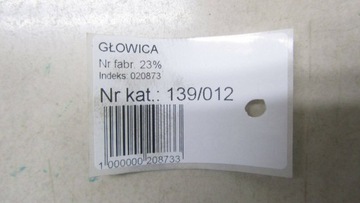 GŁOWICA
Nr fabr. 23%
Indeks: 020873
Nr kat.: 139/012
1 000000 208733